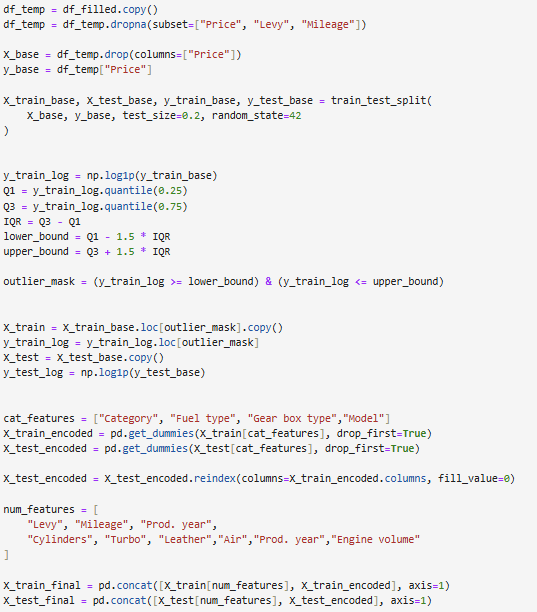 df_temp = df_filled.copy()
df_temp = df_temp.dropna(subset=["Price", "Levy", "Mileage"])
X_base = df_temp.drop(columns=["Price"])
y_base = df_temp["Price"]
X_train_base, X_test_base, y_train_base, y_test_base = train_test_split(
    X_base, y_base, test_size=0.2, random_state=42
)
y_train_log = np.log1p(y_train_base)
Q1 = y_train_log.quantile(0.25)
Q3 = y_train_log.quantile(0.75)
IQR = Q3 - Q1
lower_bound = Q1 - 1.5 * IQR
upper_bound = Q3 + 1.5 * IQR
outlier_mask = (y_train_log >= lower_bound) & (y_train_log <= upper_bound)
X_train = X_train_base.loc[outlier_mask].copy()
y_train_log = y_train_log.loc[outlier_mask]
X_test = X_test_base.copy()
y_test_log = np.log1p(y_test_base)
cat_features = ["Category", "Fuel type", "Gear box type","Model"]
X_train_encoded = pd.get_dummies(X_train[cat_features], drop_first=True)
X_test_encoded = pd.get_dummies(X_test[cat_features], drop_first=True)
X_test_encoded = X_test_encoded.reindex(columns=X_train_encoded.columns, fill_value=0)
num_features = [
    "Levy", "Mileage", "Prod. year",
    "Cylinders", "Turbo", "Leather","Air","Prod. year","Engine volume"
]
X_train_final = pd.concat([X_train[num_features], X_train_encoded], axis=1)
X_test_final = pd.concat([X_test[num_features], X_test_encoded], axis=1)